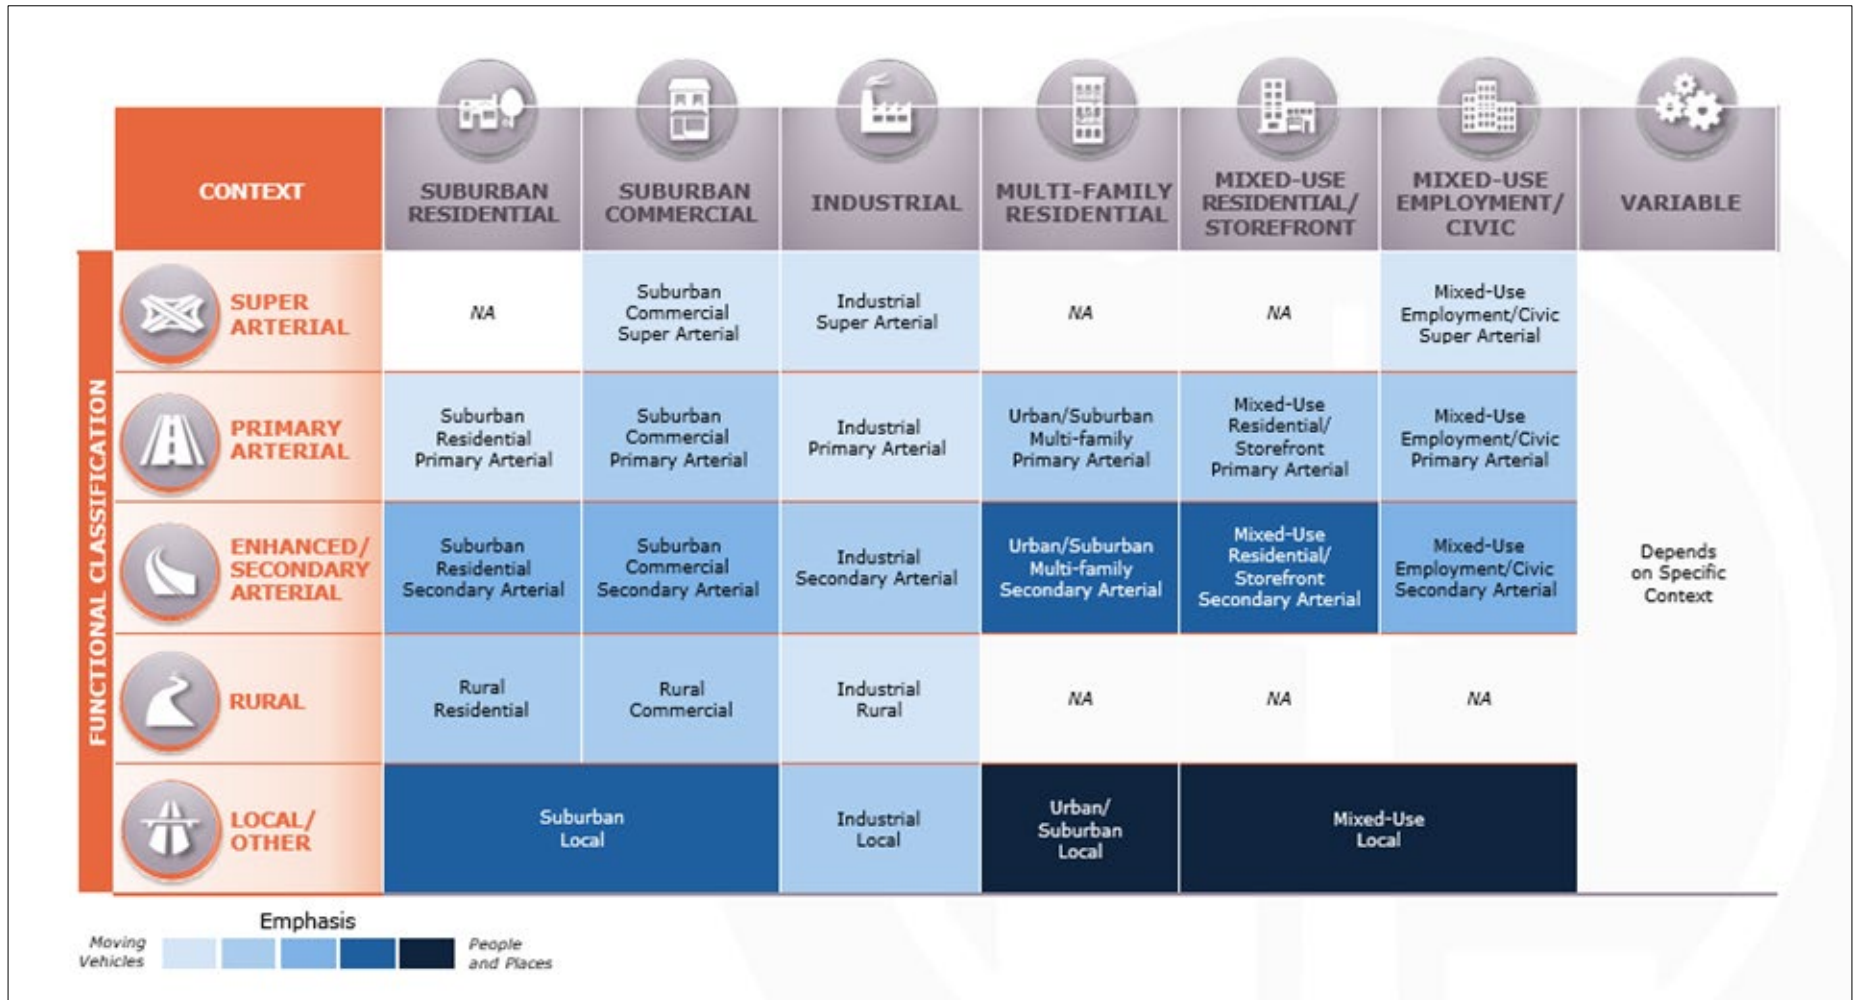 CONTEXT
SUBURBAN
RESIDENTIAL
SUBURBAN
COMMERCIAL
INDUSTRIAL
MULTI-FAMILY
RESIDENTIAL
MIXED-USE
RESIDENTIAL/
STOREFRONT
MIXED-USE
EMPLOYMENT/
CIVIC
VARIABLE
FUNCTIONAL CLASSIFICATION
SUPER
ARTERIAL
NA
Suburban
Commercial
Super Arterial
Industrial
Super Arterial
NA
NA
Mixed-Use
Employment/Civic
Super Arterial
PRIMARY
ARTERIAL
Suburban
Residential
Primary Arterial
Suburban
Commercial
Primary Arterial
Industrial
Primary Arterial
Urban/Suburban
Multi-family
Primary Arterial
Mixed-Use
Residential/
Storefront
Primary Arterial
Mixed-Use
Employment/Civic
Primary Arterial
ENHANCED/
SECONDARY
ARTERIAL
Suburban
Residential
Secondary Arterial
Suburban
Commercial
Secondary Arterial
Industrial
Secondary Arterial
Urban/Suburban
Multi-family
Secondary Arterial
Mixed-Use
Residential/
Storefront
Secondary Arterial
Mixed-Use
Employment/Civic
Secondary Arterial
Depends
on Specific
Context
RURAL
Rural
Residential
Rural
Commercial
Industrial
Rural
NA
NA
NA
LOCAL/
OTHER
Suburban
Local
Industrial
Local
Urban/
Suburban
Local
Mixed-Use
Local
Emphasis
Moving
Vehicles
People
and Places